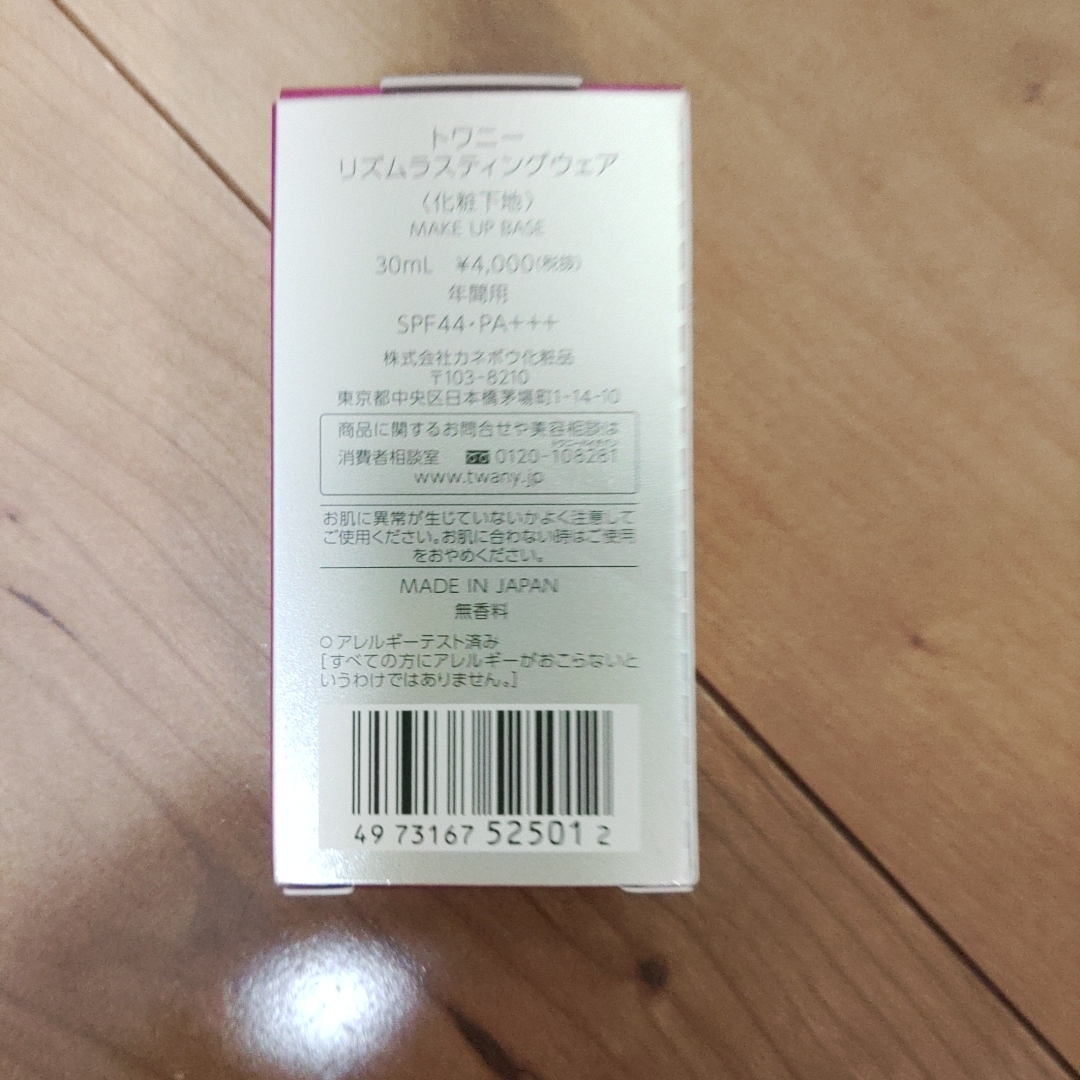 トワニー
リズムラスティングウェア
〈化粧下地〉
MAKE UP BASE
30mL ¥4,000(税抜)
年間用
SPF44・PA+++
株式会社カネボウ化粧品
〒103-8210
東京都中央区日本橋茅場町1-14-10
商品に関するお問合せや美容相談は
消費者相談室 0120-108281
www.twany.jp
お肌に異常が生じていないかよく注意して
ご使用ください。お肌に合わない時はご使用
をおやめください。
MADE IN JAPAN
無香料
○アレルギーテスト済み
[すべての方にアレルギーがおこらないと
いうわけではありません。]
49 73167 52501 2